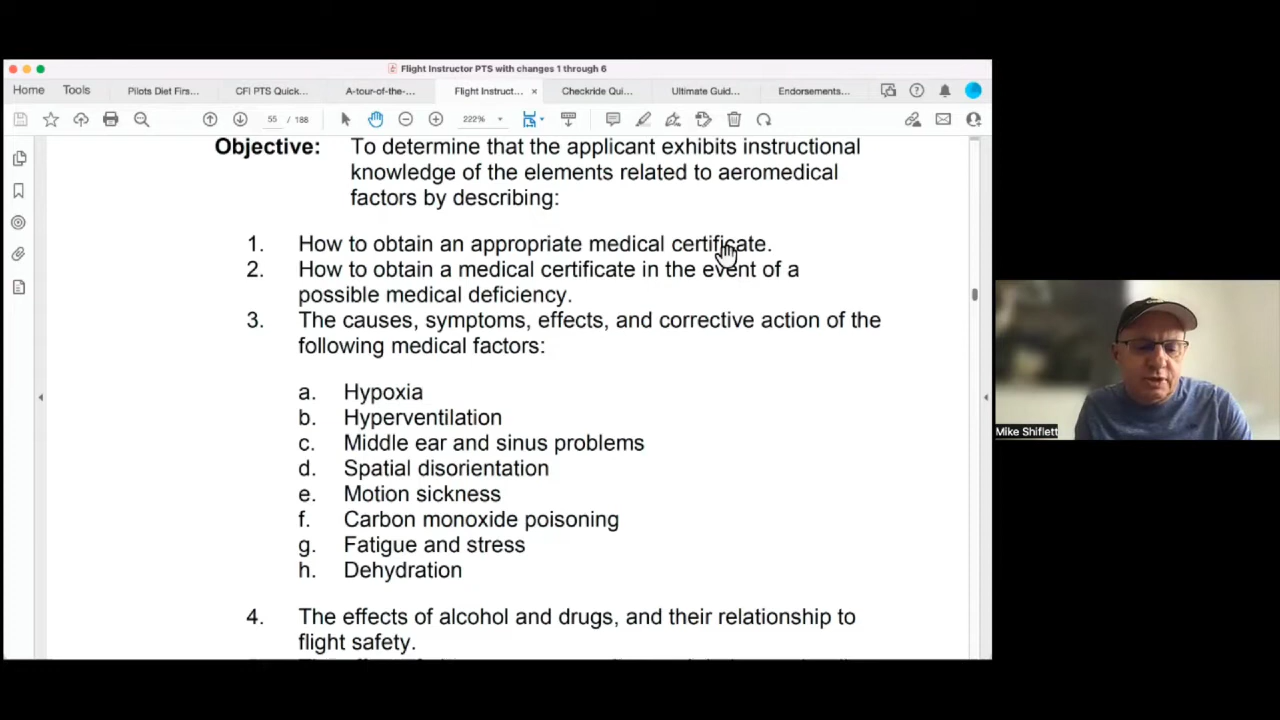 Flight Instructor PTS with changes 1 through 6
Home Tools Pilots Diet Firs... CFI PTS Quick... A-tour-of-the-... Flight Instruct... × Checkride Qui... Ultimate Guid... Endorsements...
55 / 188 222%
Objective: To determine that the applicant exhibits instructional
knowledge of the elements related to aeromedical
factors by describing:
1. How to obtain an appropriate medical certificate.
2. How to obtain a medical certificate in the event of a
possible medical deficiency.
3. The causes, symptoms, effects, and corrective action of the
following medical factors:
a. Hypoxia
b. Hyperventilation
c. Middle ear and sinus problems
d. Spatial disorientation
e. Motion sickness
f. Carbon monoxide poisoning
g. Fatigue and stress
h. Dehydration
4. The effects of alcohol and drugs, and their relationship to
flight safety.
Mike Shiflett